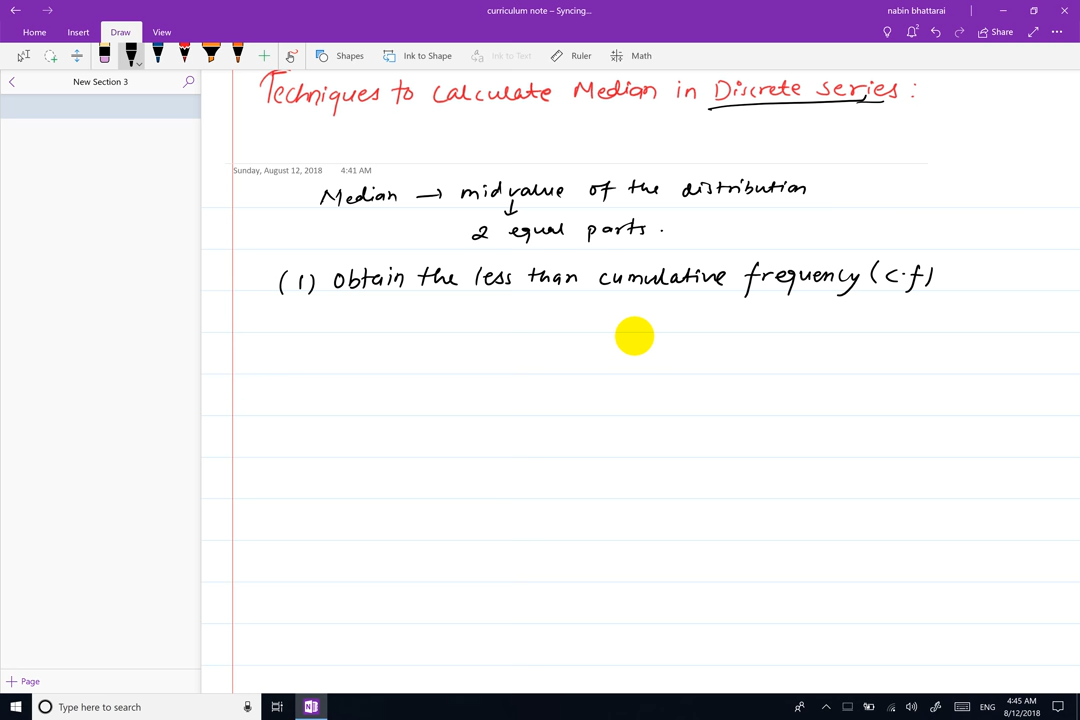 curriculum note – Syncing...
nabin bhattarai
Home Insert Draw View
Share
Shapes Ink to Shape Ink to Text Ruler Math
New Section 3
Techniques to calculate Median in Discrete series :
Sunday, August 12, 2018 4:41 AM
Median → mid value of the distribution
2 equal parts .
(1) Obtain the less than cumulative frequency (c.f)
+ Page
Type here to search
ENG
4:45 AM
8/12/2018